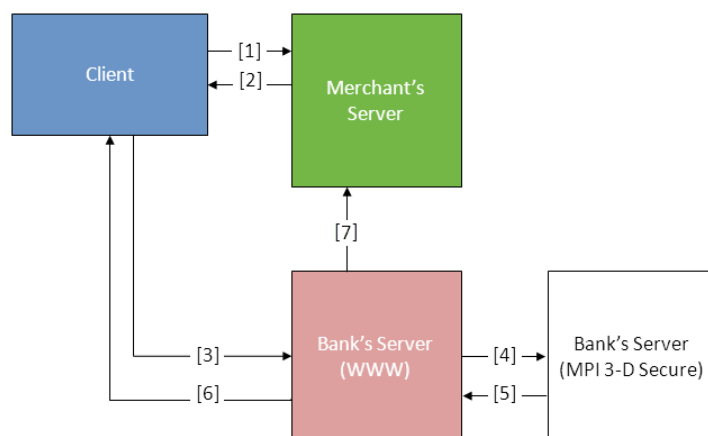 Client
[1]
[2]
Merchant's
Server
[7]
[3]
Bank's Server
(WWW)
[4]
Bank's Server
(MPI 3-D Secure)
[5]
[6]